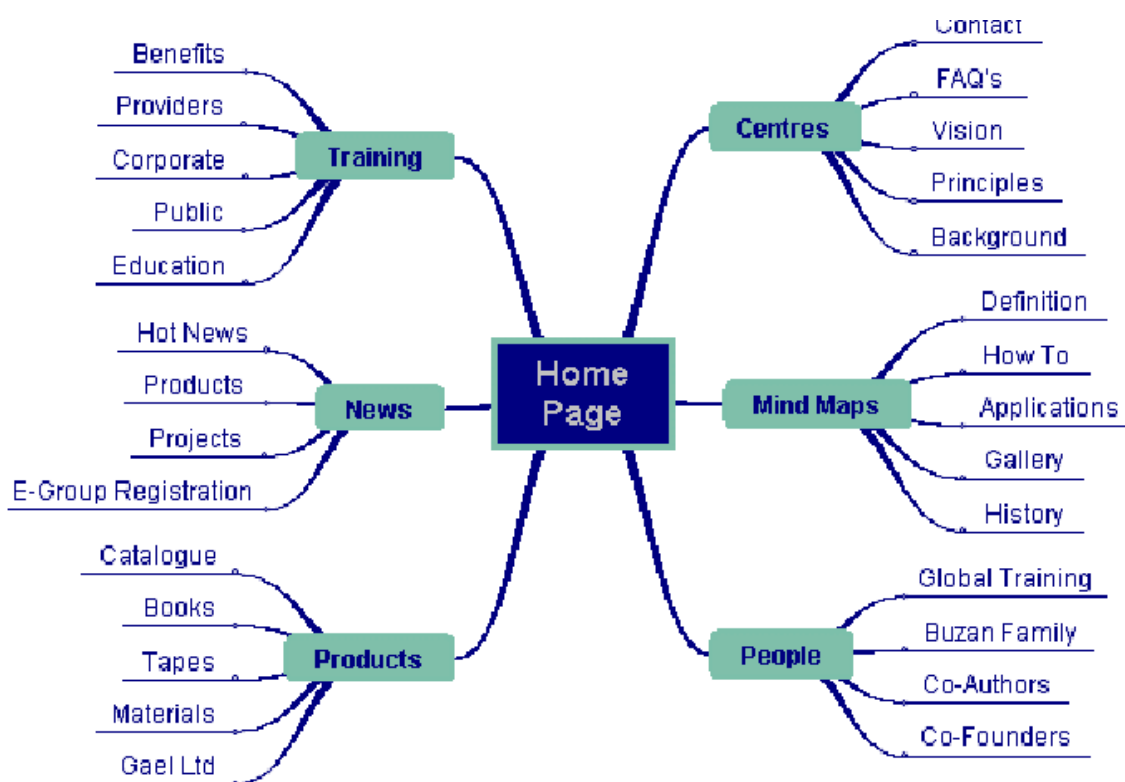 Home
Page
Training
Benefits
Providers
Corporate
Public
Education
News
Hot News
Products
Projects
E-Group Registration
Products
Catalogue
Books
Tapes
Materials
Gael Ltd
Centres
Contact
FAQ's
Vision
Principles
Background
Mind Maps
Definition
How To
Applications
Gallery
History
People
Global Training
Buzan Family
Co-Authors
Co-Founders